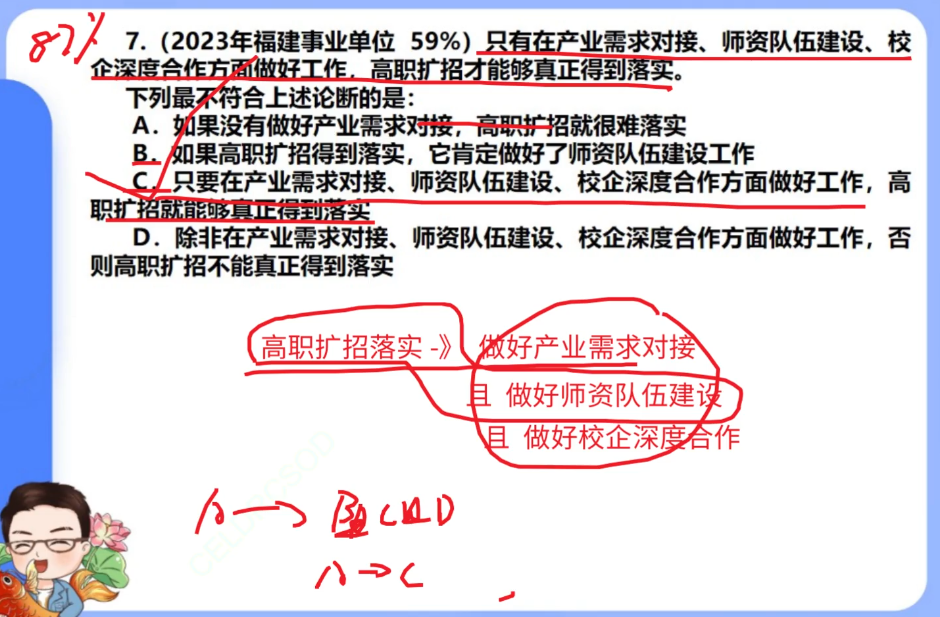 87%
7.（2023年福建事业单位 59%）只有在产业需求对接、师资队伍建设、校
企深度合作方面做好工作，高职扩招才能够真正得到落实。
下列最不符合上述论断的是：
A．如果没有做好产业需求对接，高职扩招就很难落实
B．如果高职扩招得到落实，它肯定做好了师资队伍建设工作
C．只要在产业需求对接、师资队伍建设、校企深度合作方面做好工作，高
职扩招就能够真正得到落实
D．除非在产业需求对接、师资队伍建设、校企深度合作方面做好工作，否
则高职扩招不能真正得到落实
高职扩招落实 -》 做好产业需求对接
且 做好师资队伍建设
且 做好校企深度合作
A→B且C且D
A→C